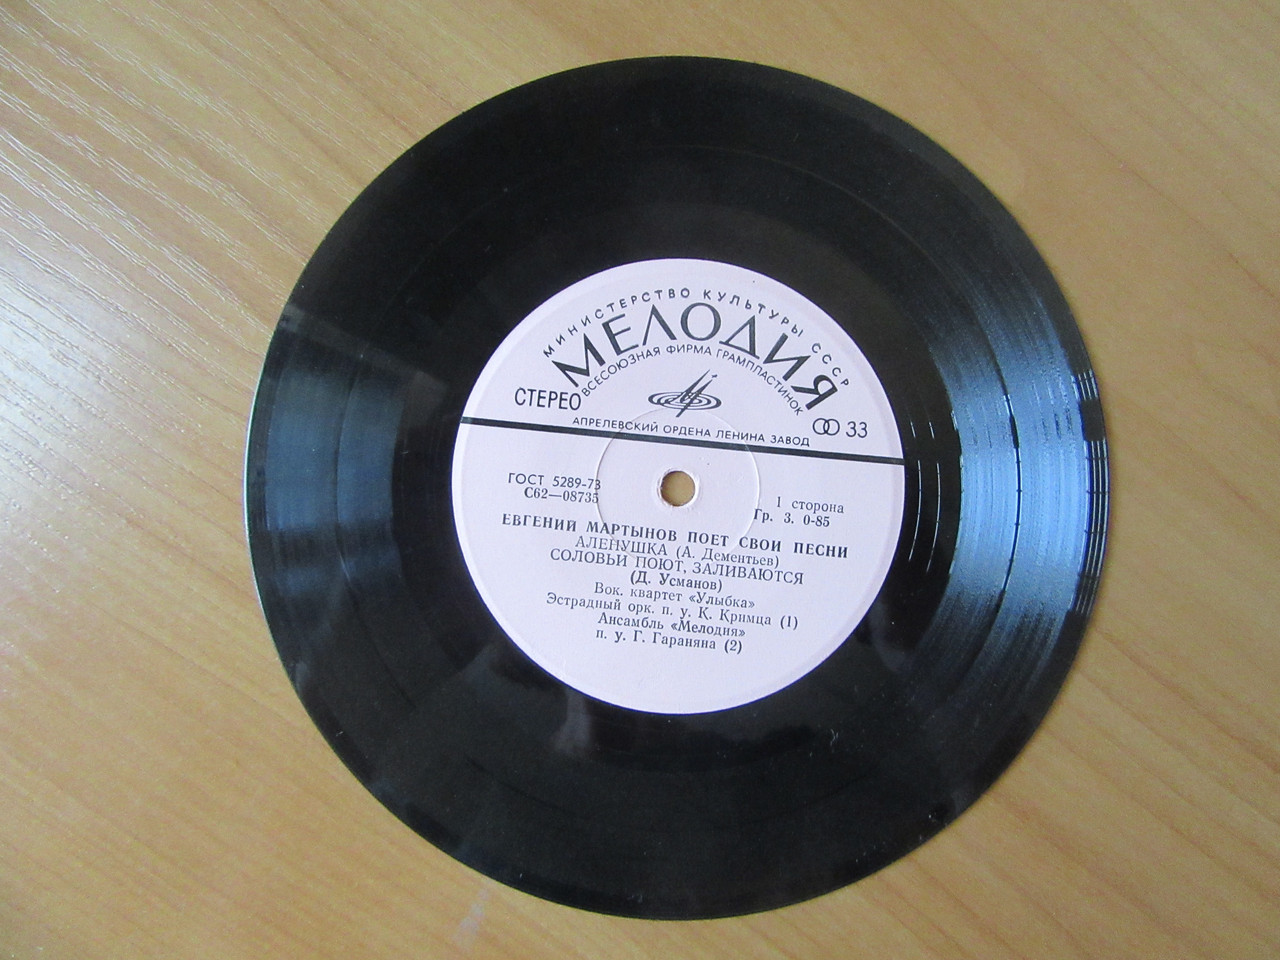 МИНИСТЕРСТВО КУЛЬТУРЫ СССР
МЕЛОДИЯ
ВСЕСОЮЗНАЯ ФИРМА ГРАМПЛАСТИНОК
СТЕРЕО
33
АПРЕЛЕВСКИЙ ОРДЕНА ЛЕНИНА ЗАВОД
ГОСТ 5289-73
С62—08735
1 сторона
Гр. 3. 0-85
ЕВГЕНИЙ МАРТЫНОВ ПОЕТ СВОИ ПЕСНИ
АЛЕНУШКА (А. Дементьев)
СОЛОВЬИ ПОЮТ, ЗАЛИВАЮТСЯ
(Д. Усманов)
Вок. квартет «Улыбка»
Эстрадный орк. п. у. К. Кримца (1)
Ансамбль «Мелодия»
п. у. Г. Гараняна (2)